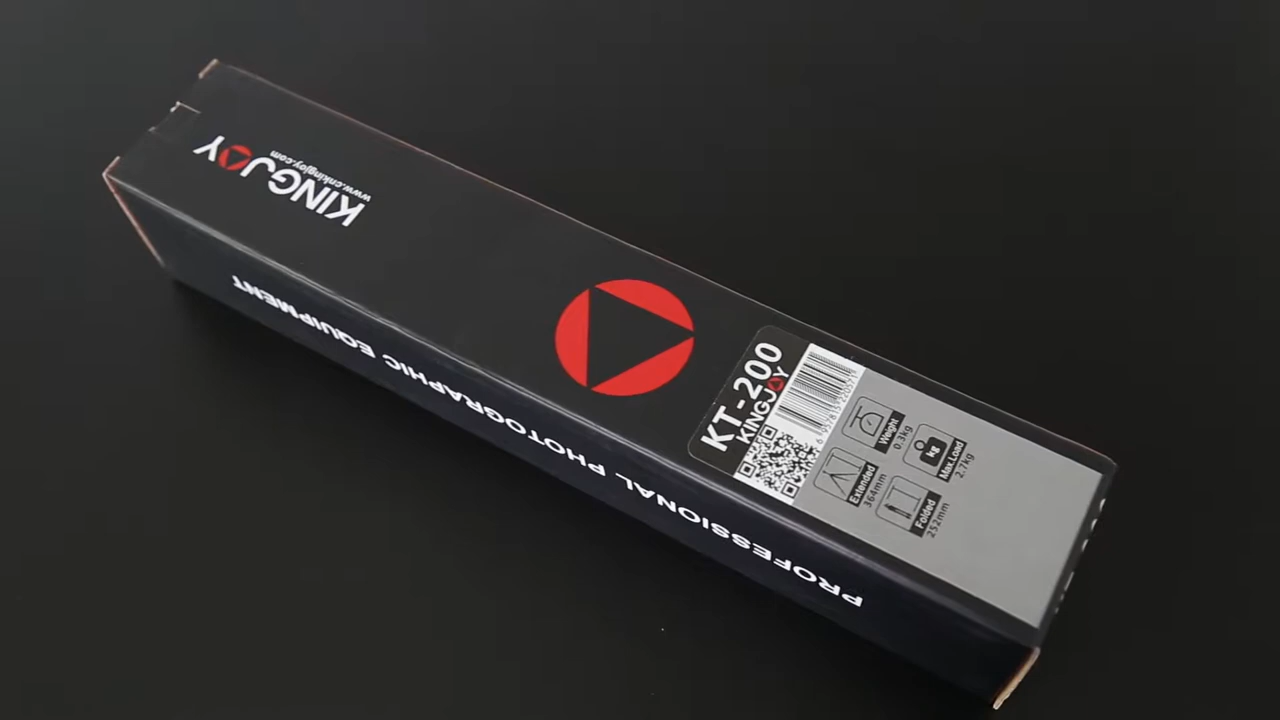 KINGJOY
www.cnkingjoy.com
PROFESSIONAL PHOTOGRAPHIC EQUIPMENT
KT-200
KINGJOY
Weight
0.3kg
Max Load
2.7kg
kg
Extended
364mm
Folded
252mm